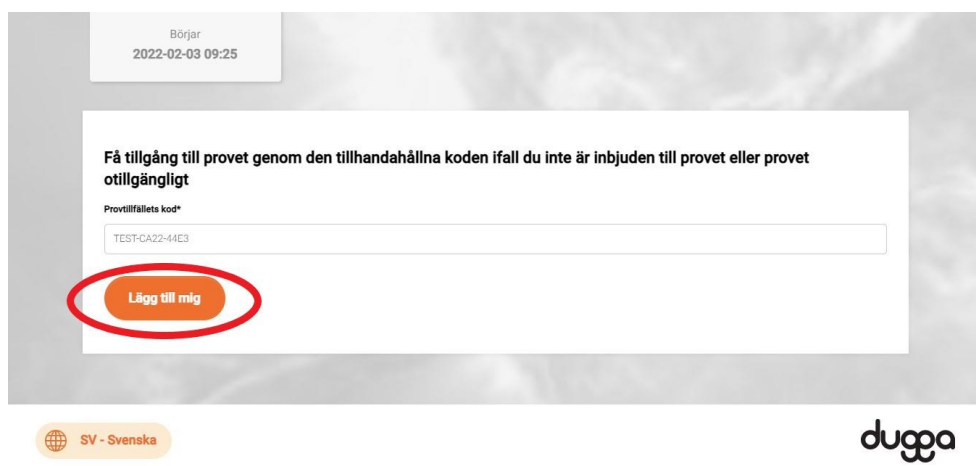 Börjar
2022-02-03 09:25
Få tillgång till provet genom den tillhandahållna koden ifall du inte är inbjuden till provet eller provet
otillgängligt
Provtillfällets kod*
TEST-CA22-44E3
Lägg till mig
SV - Svenska
dugga